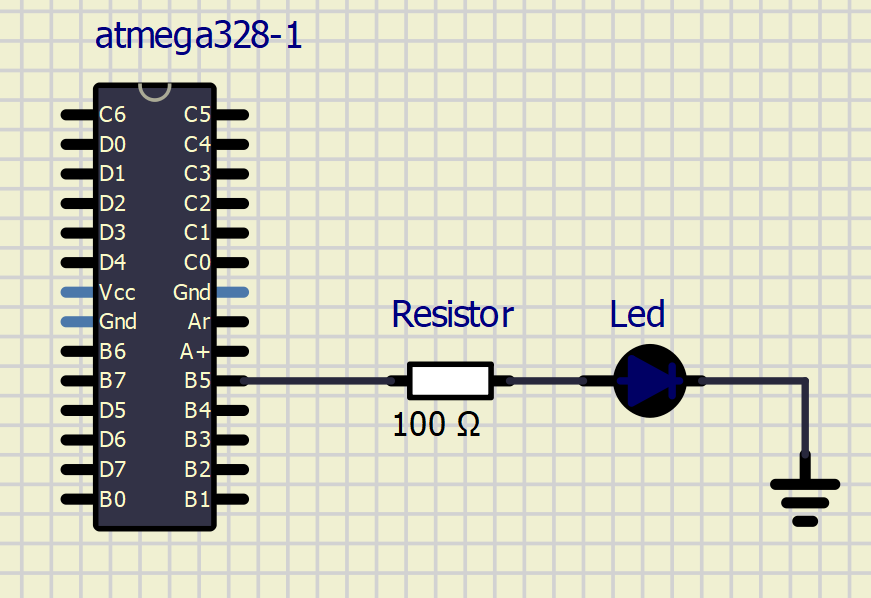 atmega328-1
C6 C5
D0 C4
D1 C3
D2 C2
D3 C1
D4 C0
Vcc Gnd
Gnd Ar
B6 A+
B7 B5
D5 B4
D6 B3
D7 B2
B0 B1
Resistor
100 Ω
Led